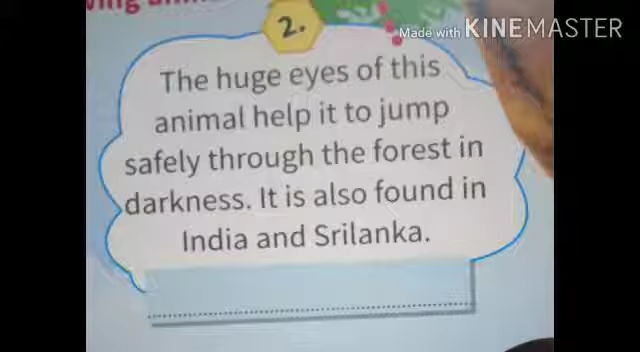 2.
Made with KINEMASTER
The huge eyes of this
animal help it to jump
safely through the forest in
darkness. It is also found in
India and Srilanka.